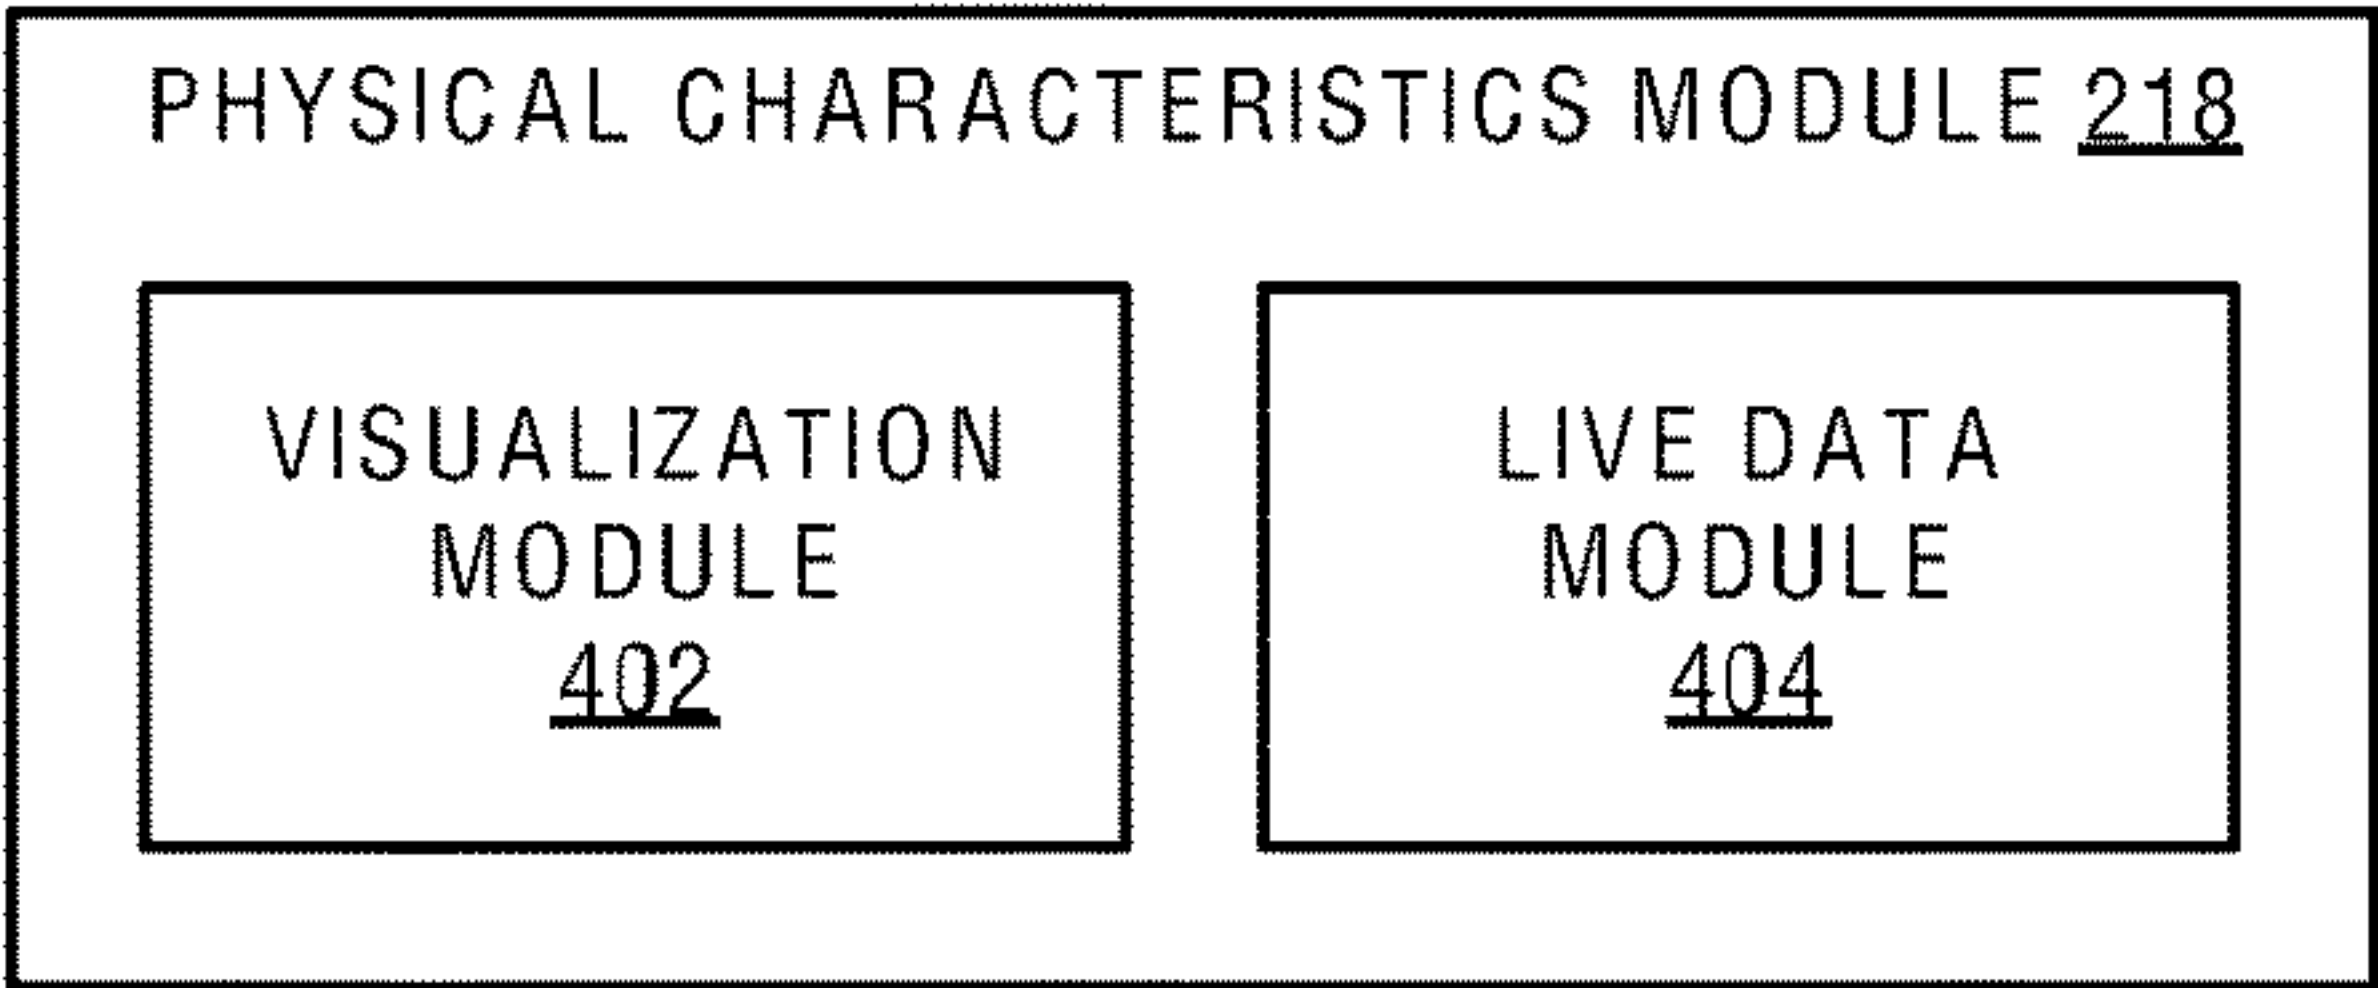 PHYSICAL CHARACTERISTICS MODULE 218
VISUALIZATION
MODULE
402
LIVE DATA
MODULE
404